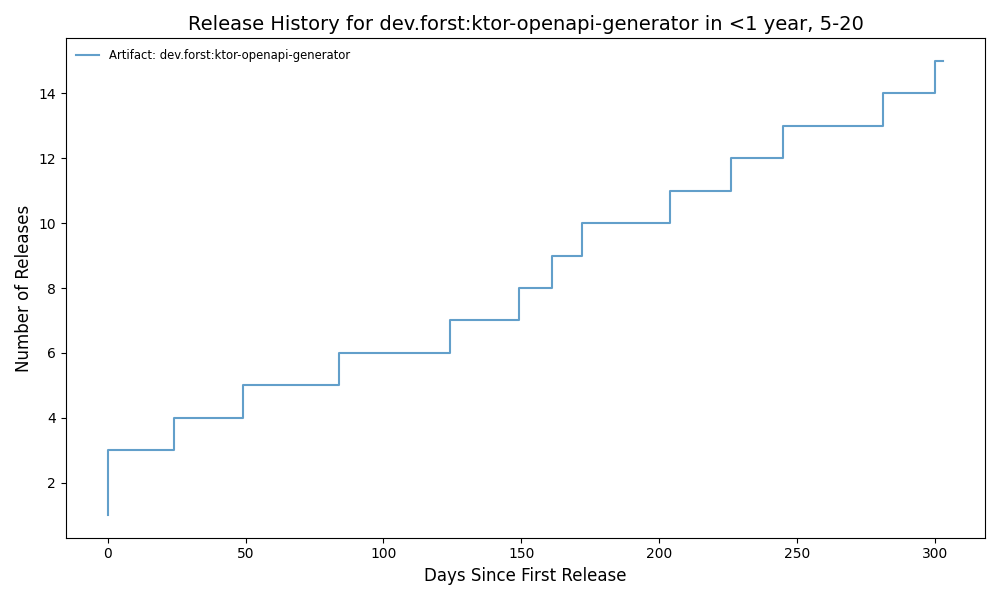 Release History for dev.forst:ktor-openapi-generator in <1 year, 5-20
Artifact: dev.forst:ktor-openapi-generator
Number of Releases
14
12
10
8
6
4
2
0 50 100 150 200 250 300
Days Since First Release